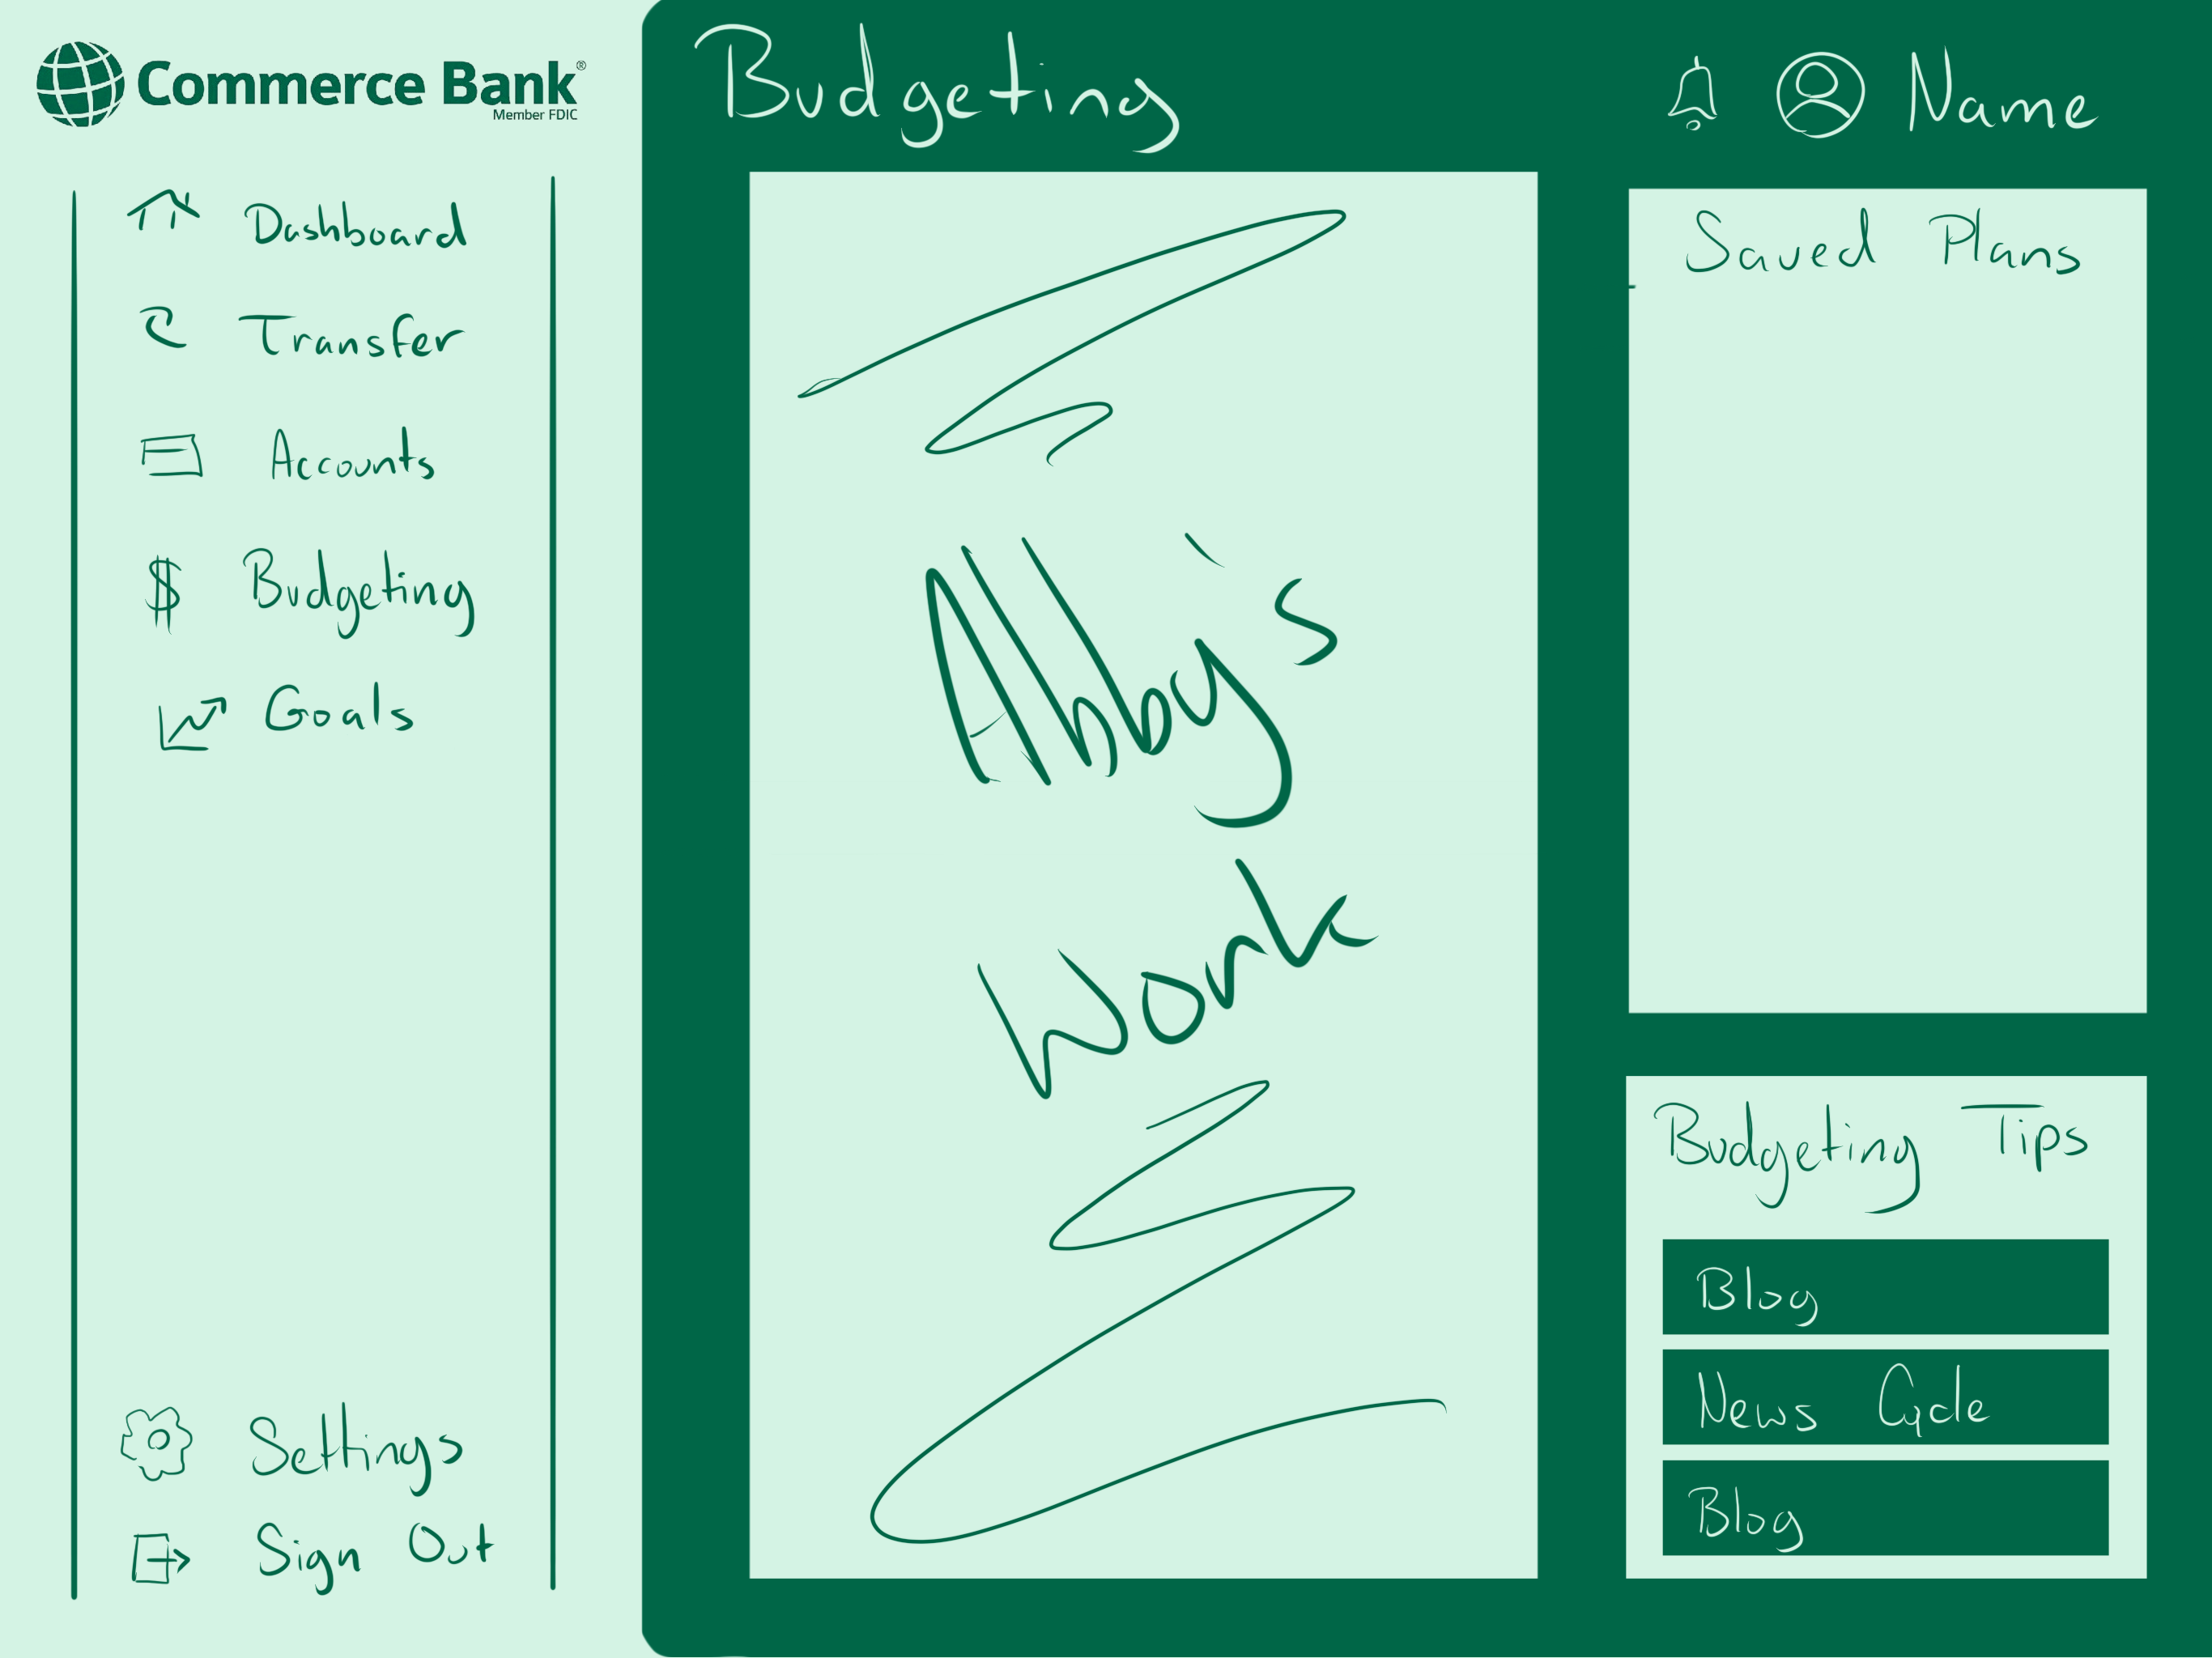 Commerce Bank®
Member FDIC
Dashboard
Transfer
Accounts
$ Budgeting
Goals
Settings
Sign Out
Budgeting
Name
Abby's
Work
Saved Plans
Budgeting Tips
Blog
News Cycle
Blog